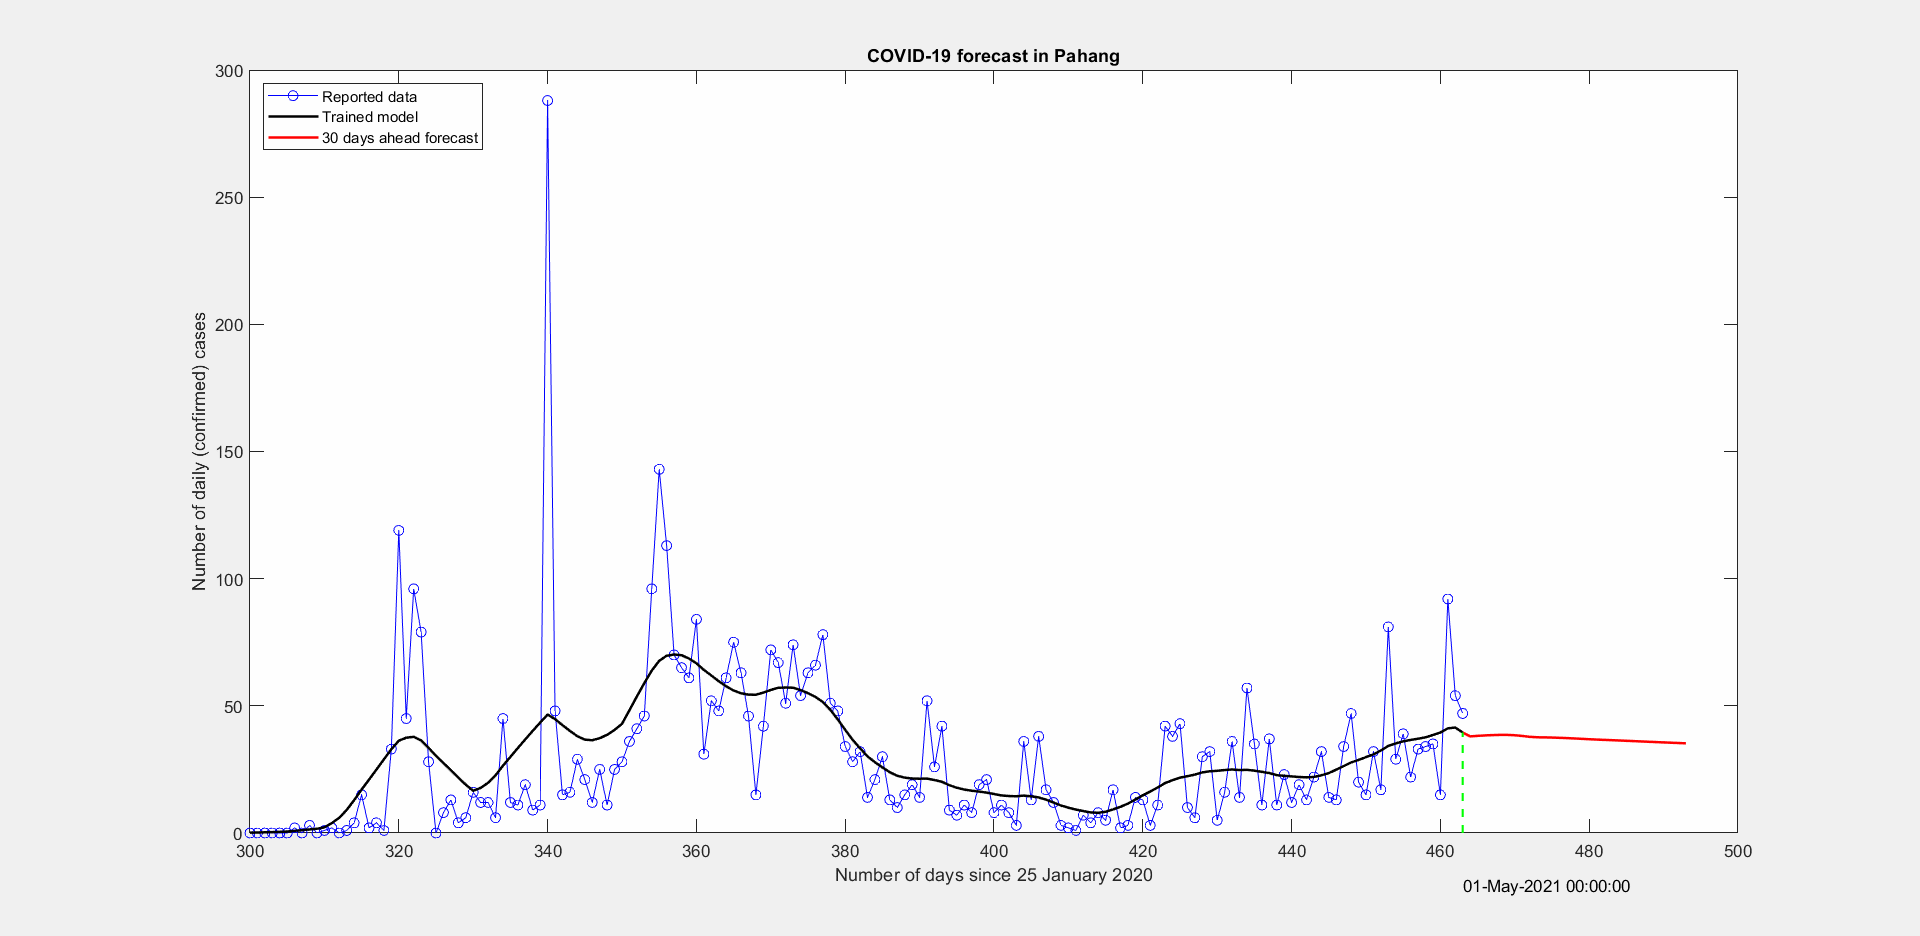 COVID-19 forecast in Pahang
300
250
200
150
100
50
0
Number of daily (confirmed) cases
Reported data
Trained model
30 days ahead forecast
300 320 340 360 380 400 420 440 460 480 500
Number of days since 25 January 2020
01-May-2021 00:00:00